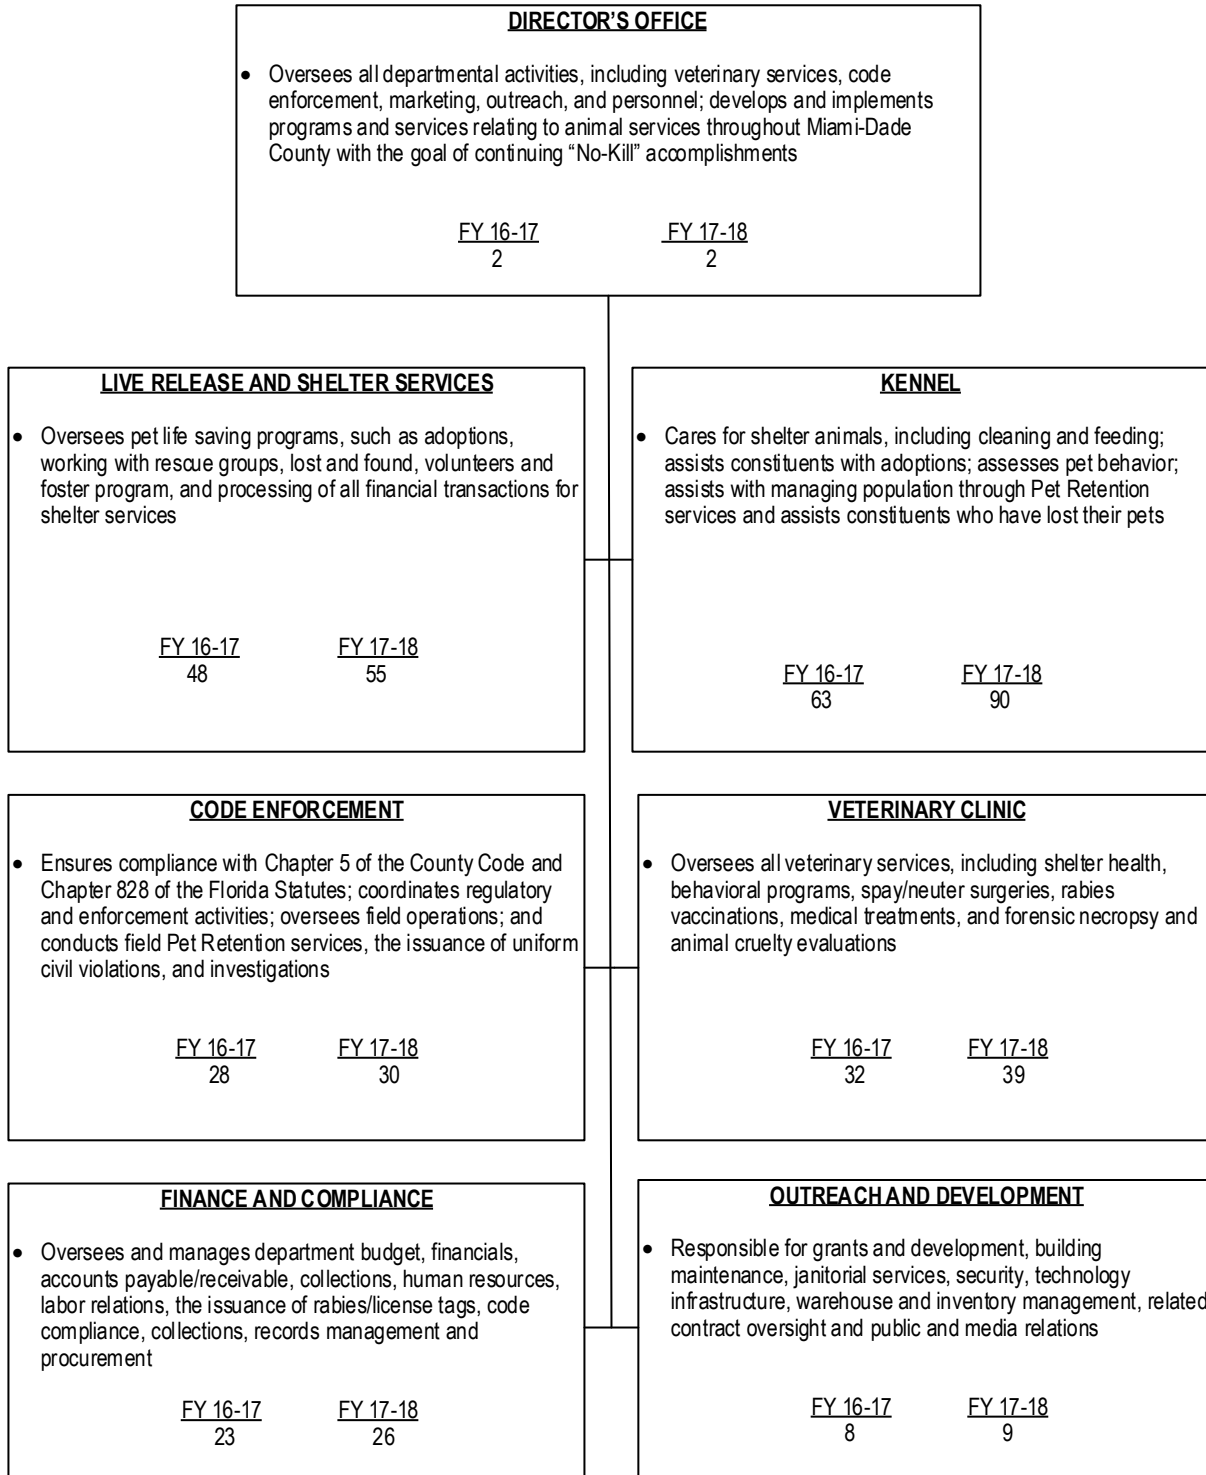 DIRECTOR'S OFFICE
• Oversees all departmental activities, including veterinary services, code
enforcement, marketing, outreach, and personnel; develops and implements
programs and services relating to animal services throughout Miami-Dade
County with the goal of continuing “No-Kill” accomplishments
FY 16-17 FY 17-18
2 2
LIVE RELEASE AND SHELTER SERVICES
• Oversees pet life saving programs, such as adoptions,
working with rescue groups, lost and found, volunteers and
foster program, and processing of all financial transactions for
shelter services
FY 16-17 FY 17-18
48 55
KENNEL
• Cares for shelter animals, including cleaning and feeding;
assists constituents with adoptions; assesses pet behavior;
assists with managing population through Pet Retention
services and assists constituents who have lost their pets
FY 16-17 FY 17-18
63 90
CODE ENFORCEMENT
• Ensures compliance with Chapter 5 of the County Code and
Chapter 828 of the Florida Statutes; coordinates regulatory
and enforcement activities; oversees field operations; and
conducts field Pet Retention services, the issuance of uniform
civil violations, and investigations
FY 16-17 FY 17-18
28 30
VETERINARY CLINIC
• Oversees all veterinary services, including shelter health,
behavioral programs, spay/neuter surgeries, rabies
vaccinations, medical treatments, and forensic necropsy and
animal cruelty evaluations
FY 16-17 FY 17-18
32 39
FINANCE AND COMPLIANCE
• Oversees and manages department budget, financials,
accounts payable/receivable, collections, human resources,
labor relations, the issuance of rabies/license tags, code
compliance, collections, records management and
procurement
FY 16-17 FY 17-18
23 26
OUTREACH AND DEVELOPMENT
• Responsible for grants and development, building
maintenance, janitorial services, security, technology
infrastructure, warehouse and inventory management, related
contract oversight and public and media relations
FY 16-17 FY 17-18
8 9